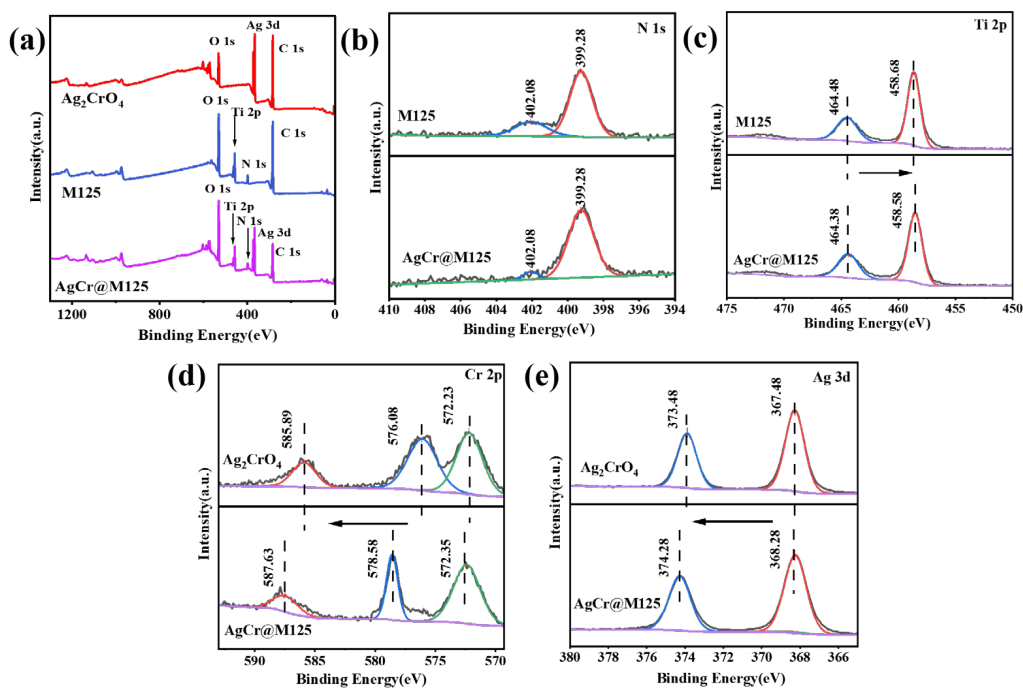 (a)
Ag 3d
O 1s
C 1s
Ag₂CrO₄
O 1s
Ti 2p
C 1s
N 1s
M125
O 1s
Ti 2p
N 1s
Ag 3d
C 1s
AgCr@M125
Intensity(a.u.)
1200 900 600 300 0
Binding Energy(eV)
(b)
N 1s
399.28
402.08
M125
399.28
402.08
AgCr@M125
Intensity(a.u.)
410 408 406 404 402 400 398 396 394
Binding Energy(eV)
(c)
Ti 2p
464.48
458.68
M125
464.38
458.58
AgCr@M125
Intensity(a.u.)
475 465 460 455 450
Binding Energy(eV)
(d)
Cr 2p
585.89
576.08
572.23
Ag₂CrO₄
587.63
578.58
572.35
AgCr@M125
Intensity(a.u.)
590 585 580 575 570
Binding Energy(eV)
(e)
Ag 3d
373.48
367.48
Ag₂CrO₄
374.28
368.28
AgCr@M125
Intensity(a.u.)
380 378 376 374 372 370 368 366
Binding Energy(eV)